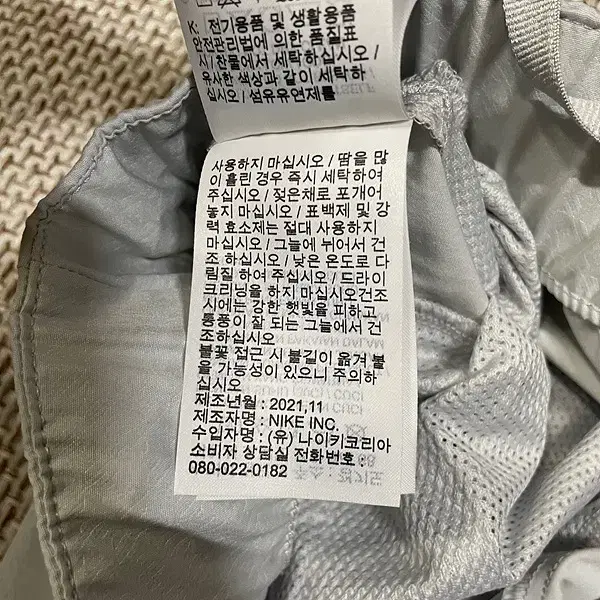 K: 전기용품 및 생활용품
안전관리법에 의한 품질표
시/찬물에서 세탁하십시오/
유사한 색상과 같이 세탁하
십시오/섬유유연제를
사용하지 마십시오/땀을 많
이 흘린 경우 즉시 세탁하여
주십시오/젖은채로 포개어
놓지 마십시오/표백제 및 강
력 효소제는 절대 사용하지
마십시오/그늘에 뉘어서 건
조 하십시오/낮은 온도로 다
림질 하여 주십시오/드라이
크리닝을 하지 마십시오건조
시에는 강한 햇빛을 피하고
통풍이 잘 되는 그늘에서 건
조하십시오
불꽃 접근 시 불길이 옮겨 붙
을 가능성이 있으니 주의하
십시오
제조년월 : 2021,11
제조자명 : NIKE INC.
수입자명 : (유) 나이키코리아
소비자 상담실 전화번호 :
080-022-0182